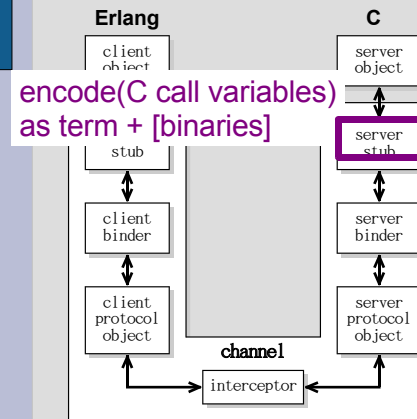 Erlang
C
client
object
server
object
encode(C call variables)
as term + [binaries]
stub
server
stub
client
binder
server
binder
client
protocol
object
server
protocol
object
channel
interceptor